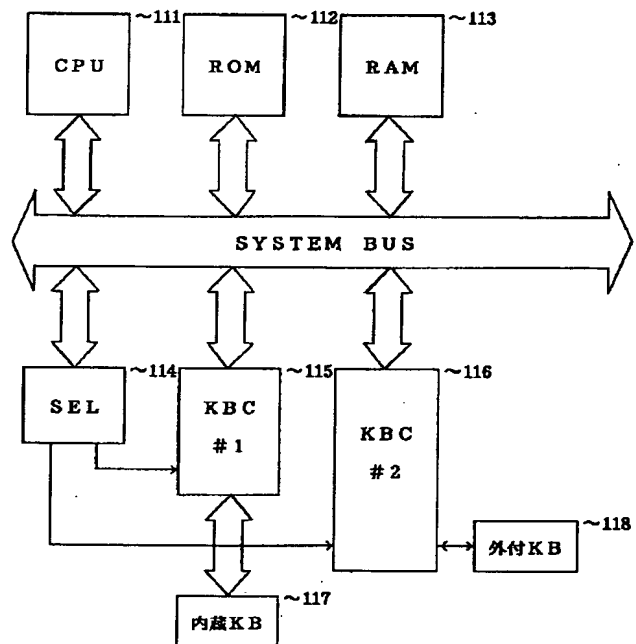 ~111
~112
~113
CPU
ROM
RAM
SYSTEM BUS
~114
~115
~116
SEL
KBC
#1
KBC
#2
~118
外付KB
~117
内蔵KB